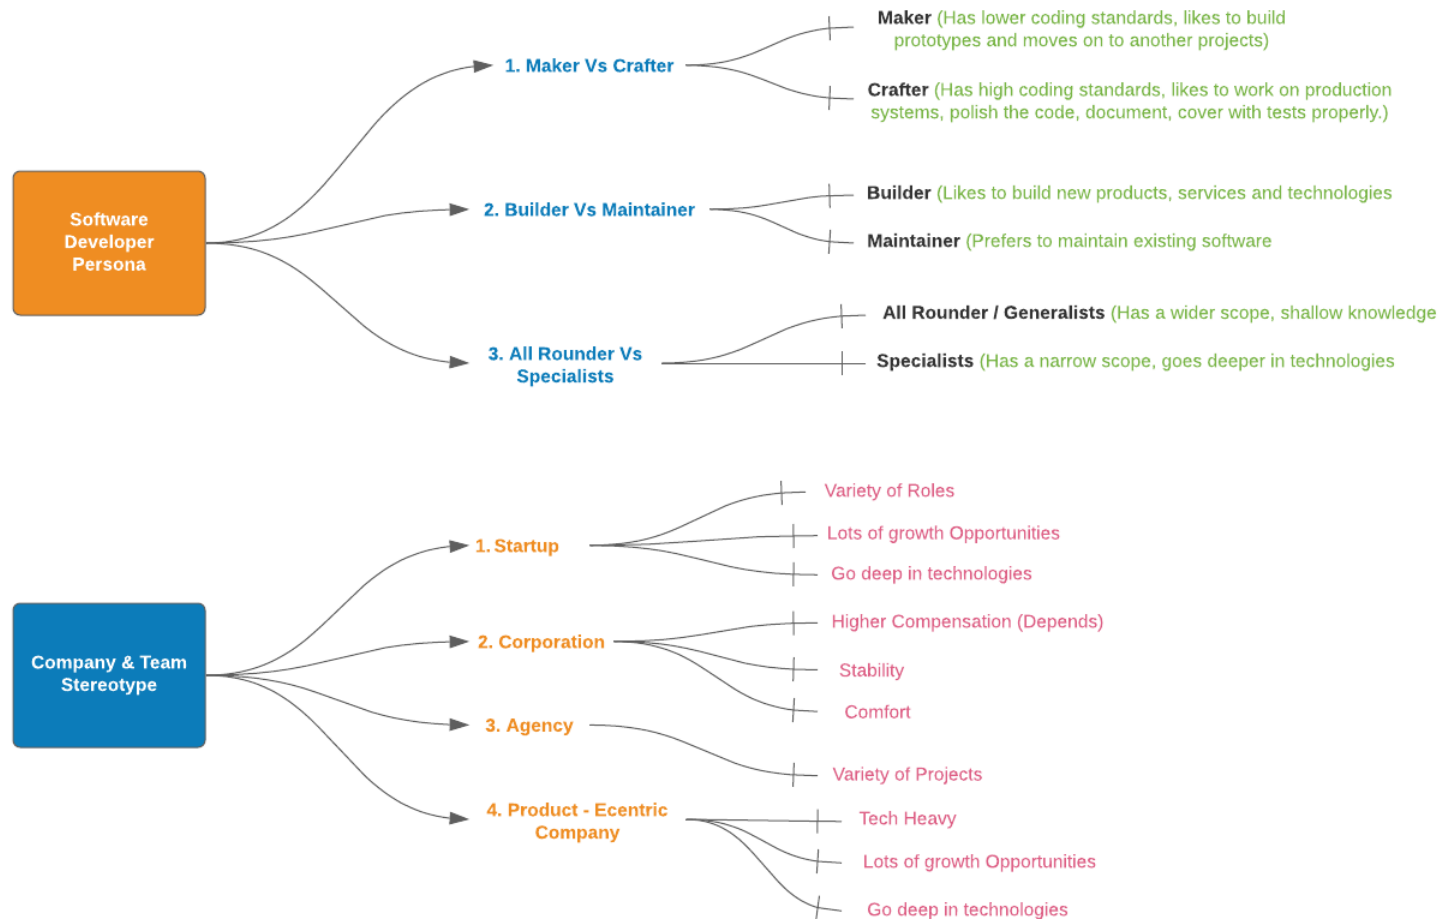 Software
Developer
Persona
1. Maker Vs Crafter
Maker (Has lower coding standards, likes to build
prototypes and moves on to another projects)
Crafter (Has high coding standards, likes to work on production
systems, polish the code, document, cover with tests properly.)
2. Builder Vs Maintainer
Builder (Likes to build new products, services and technologies
Maintainer (Prefers to maintain existing software
3. All Rounder Vs
Specialists
All Rounder / Generalists (Has a wider scope, shallow knowledge
Specialists (Has a narrow scope, goes deeper in technologies
Company & Team
Stereotype
1. Startup
Variety of Roles
Lots of growth Opportunities
Go deep in technologies
2. Corporation
Higher Compensation (Depends)
Stability
Comfort
3. Agency
Variety of Projects
4. Product - Ecentric
Company
Tech Heavy
Lots of growth Opportunities
Go deep in technologies